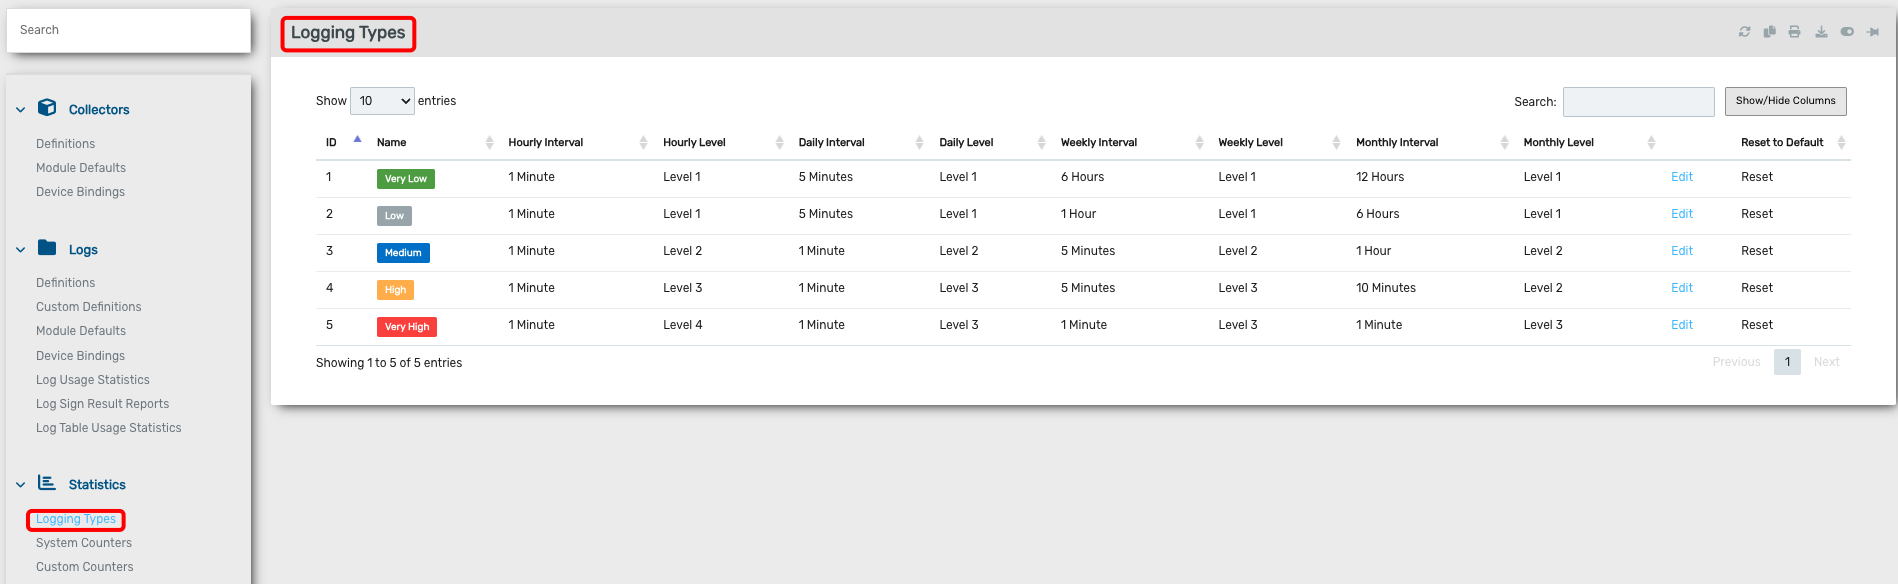 Search
Collectors
Definitions
Module Defaults
Device Bindings
Logs
Definitions
Custom Definitions
Module Defaults
Device Bindings
Log Usage Statistics
Log Sign Result Reports
Log Table Usage Statistics
Statistics
Logging Types
System Counters
Custom Counters
Logging Types
Show 10 entries
Search:
Show/Hide Columns
ID Name Hourly Interval Hourly Level Daily Interval Daily Level Weekly Interval Weekly Level Monthly Interval Monthly Level Reset to Default
1 Very Low 1 Minute Level 1 5 Minutes Level 1 6 Hours Level 1 12 Hours Level 1 Edit Reset
2 Low 1 Minute Level 1 5 Minutes Level 1 1 Hour Level 1 6 Hours Level 1 Edit Reset
3 Medium 1 Minute Level 2 1 Minute Level 2 5 Minutes Level 2 1 Hour Level 2 Edit Reset
4 High 1 Minute Level 3 1 Minute Level 3 5 Minutes Level 3 10 Minutes Level 2 Edit Reset
5 Very High 1 Minute Level 4 1 Minute Level 3 1 Minute Level 3 1 Minute Level 3 Edit Reset
Showing 1 to 5 of 5 entries
Previous 1 Next